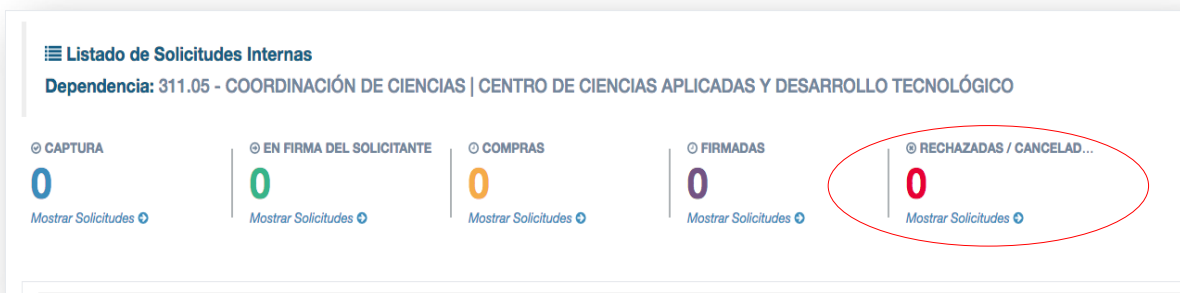 Listado de Solicitudes Internas
Dependencia: 311.05 - COORDINACIÓN DE CIENCIAS | CENTRO DE CIENCIAS APLICADAS Y DESARROLLO TECNOLÓGICO
CAPTURA
0
Mostrar Solicitudes
EN FIRMA DEL SOLICITANTE
0
Mostrar Solicitudes
COMPRAS
0
Mostrar Solicitudes
FIRMADAS
0
Mostrar Solicitudes
RECHAZADAS / CANCELAD...
0
Mostrar Solicitudes